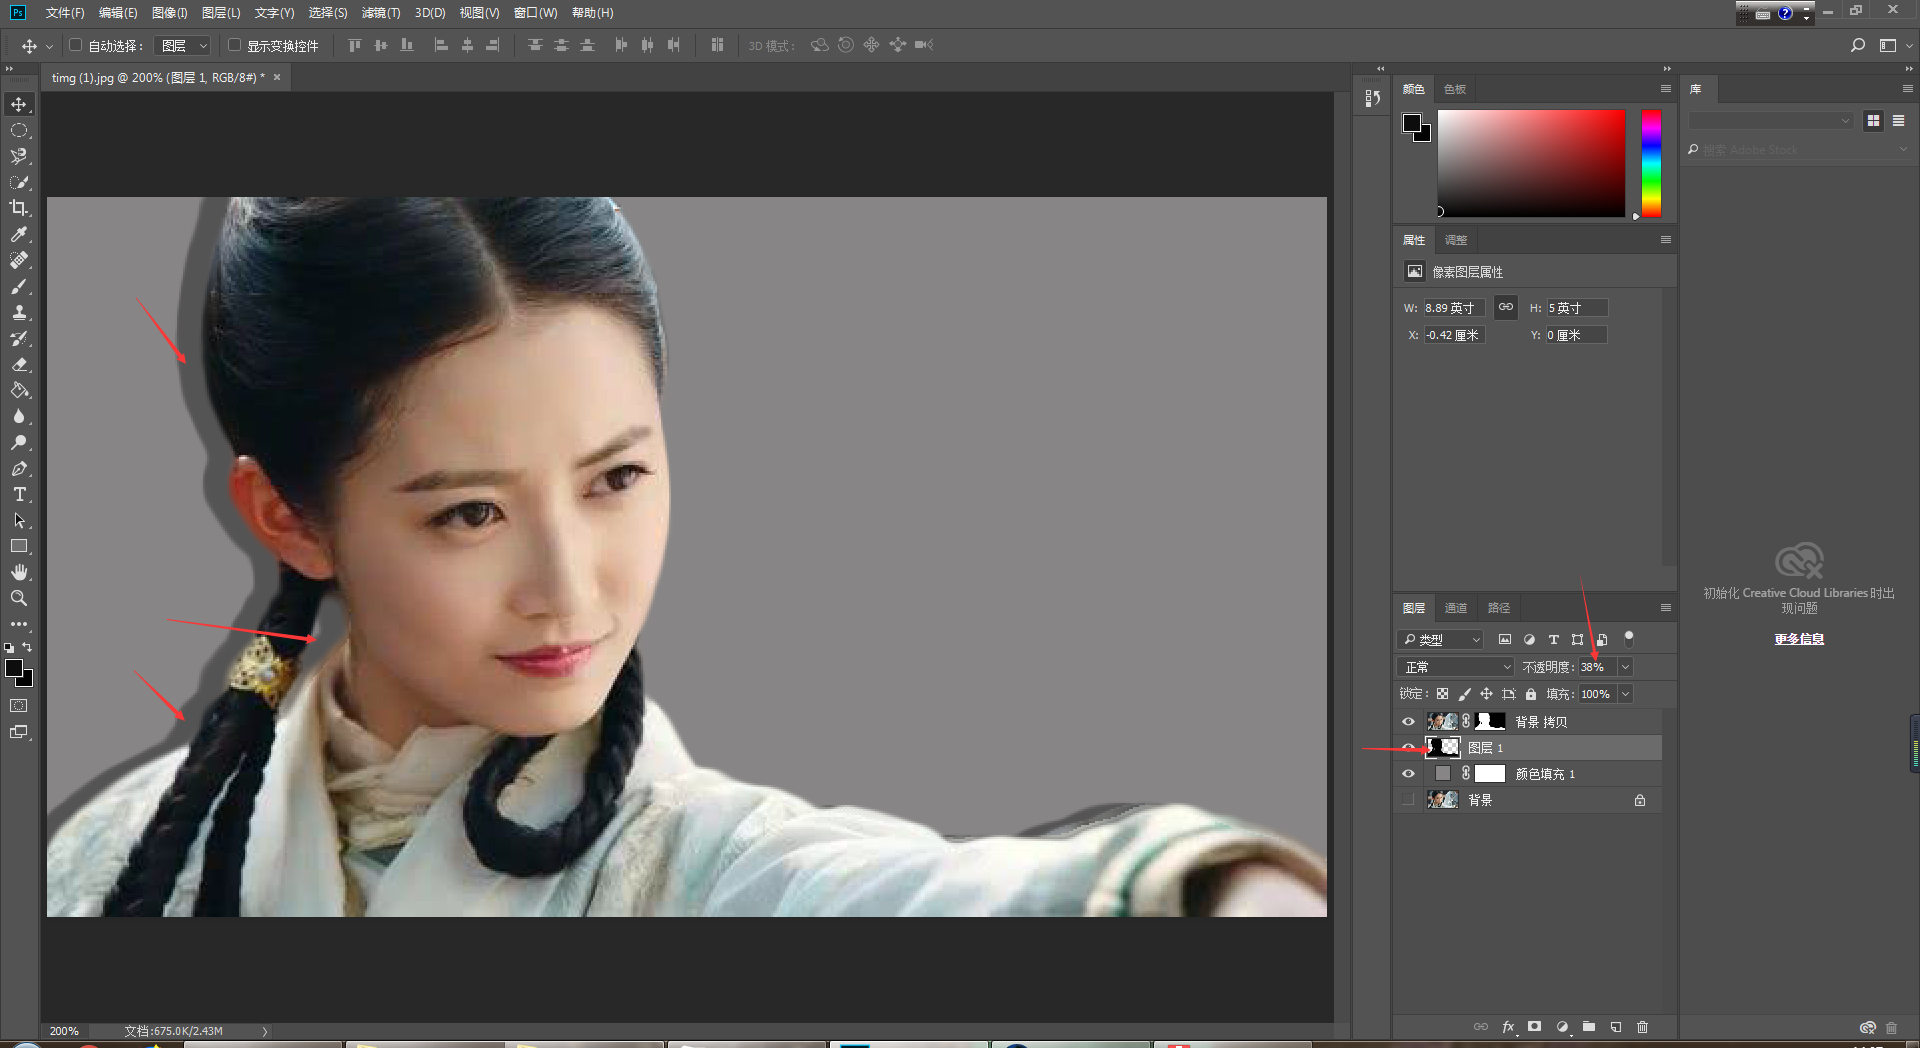 Ps 文件(F) 编辑(E) 图像(I) 图层(L) 文字(Y) 选择(S) 滤镜(T) 3D(D) 视图(V) 窗口(W) 帮助(H)
自动选择： 图层 显示变换控件 3D 模式：
timg (1).jpg @ 200% (图层 1, RGB/8#) * ×
颜色 色板
库
搜索 Adobe Stock
属性 调整
像素图层属性
W: 8.89 英寸 H: 5 英寸
X: -0.42 厘米 Y: 0 厘米
初始化 Creative Cloud Libraries 时出
现问题
更多信息
图层 通道 路径
类型
正常 不透明度: 38%
锁定: 填充: 100%
背景 拷贝
图层 1
颜色填充 1
背景
200% 文档:675.0K/2.43M